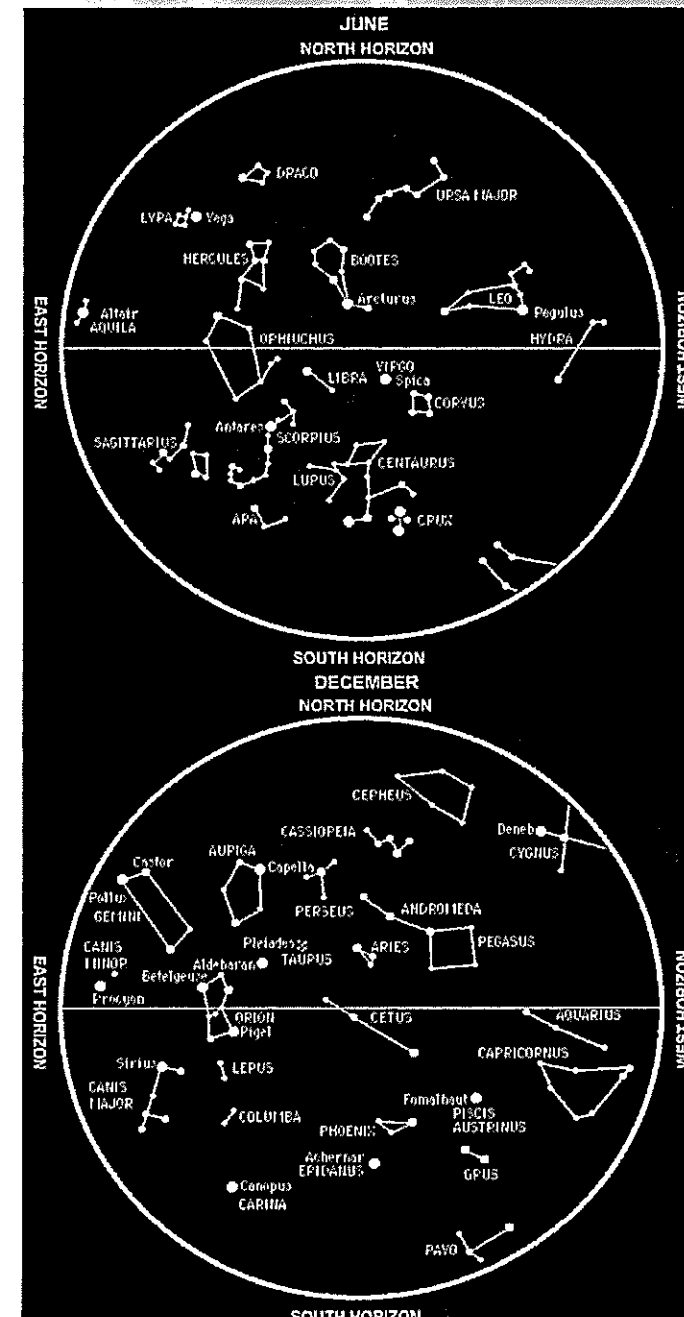 JUNE
NORTH HORIZON
DRACO
URSA MAJOR
LYRA Vega
HERCULES
BOOTES
Arcturus
LEO
Regulus
Altair
AQUILA
OPHIUCHUS
HYDRA
EAST HORIZON
WEST HORIZON
LIBRA
VIRGO
Spica
CORVUS
Antares
SCORPIUS
SAGITTARIUS
CENTAURUS
LUPUS
ARA
CRUX
SOUTH HORIZON
DECEMBER
NORTH HORIZON
CEPHEUS
CASSIOPEIA
Deneb
CYGNUS
AURIGA
Castor
Capella
Pollux
GEMINI
PERSEUS
ANDROMEDA
PEGASUS
CANIS
MINOR
Pleiades
TAURUS
ARIES
Aldebaran
Betelgeuse
Procyon
EAST HORIZON
WEST HORIZON
ORION
Rigel
CETUS
AQUARIUS
CAPRICORNUS
Sirius
LEPUS
CANIS
MAJOR
COLUMBA
Fomalhaut
PISCIS
AUSTRINUS
PHOENIX
Achernar
ERIDANUS
GRUS
Canopus
CARINA
PAVO
SOUTH HORIZON